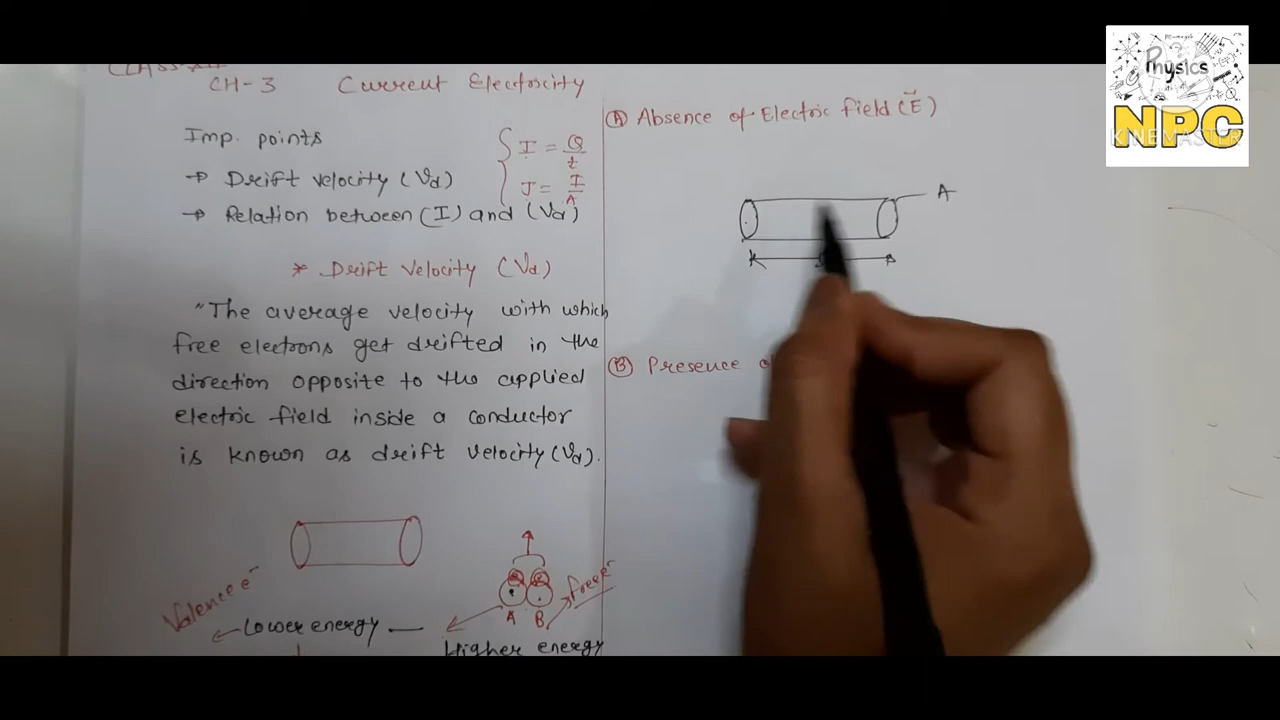 CH-3 Current Electricity
Imp. points
→ Drift velocity (Vd)
→ Relation between (I) and (Vd)
I = Q/t
J = I/A
* Drift Velocity (Vd)
"The average velocity with which
free electrons get drifted in the
direction opposite to the applied
electric field inside a conductor
is known as drift velocity (Vd).
Valence e⁻
Lower energy
A B
free e⁻
Higher energy
Ⓐ Absence of Electric field (E⃗)
A
Ⓑ Presence
Physics
NPC
KINEMASTER